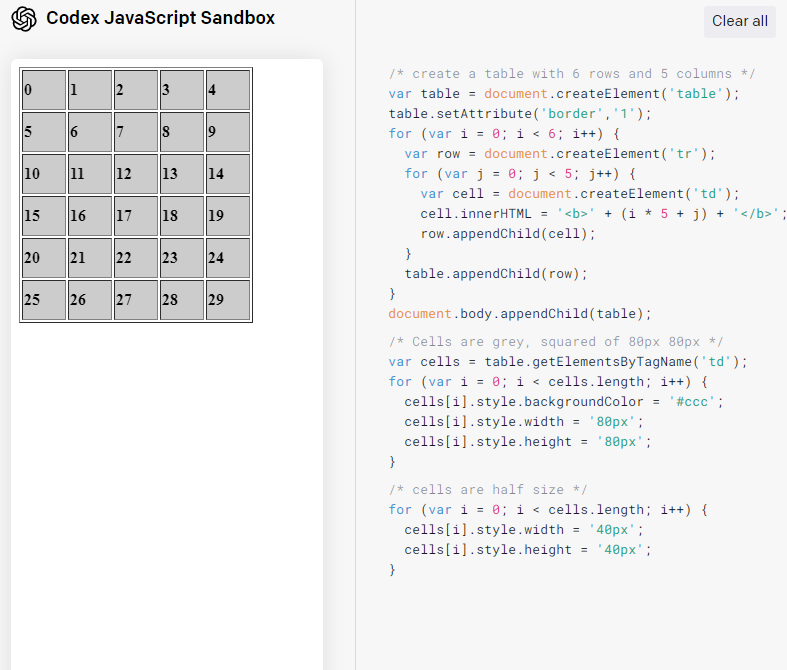 Codex JavaScript Sandbox
Clear all
0 1 2 3 4
5 6 7 8 9
10 11 12 13 14
15 16 17 18 19
20 21 22 23 24
25 26 27 28 29
/* create a table with 6 rows and 5 columns */
var table = document.createElement('table');
table.setAttribute('border','1');
for (var i = 0; i < 6; i++) {
  var row = document.createElement('tr');
  for (var j = 0; j < 5; j++) {
    var cell = document.createElement('td');
    cell.innerHTML = '<b>' + (i * 5 + j) + '</b>';
    row.appendChild(cell);
  }
  table.appendChild(row);
}
document.body.appendChild(table);
/* Cells are grey, squared of 80px 80px */
var cells = table.getElementsByTagName('td');
for (var i = 0; i < cells.length; i++) {
  cells[i].style.backgroundColor = '#ccc';
  cells[i].style.width = '80px';
  cells[i].style.height = '80px';
}
/* cells are half size */
for (var i = 0; i < cells.length; i++) {
  cells[i].style.width = '40px';
  cells[i].style.height = '40px';
}